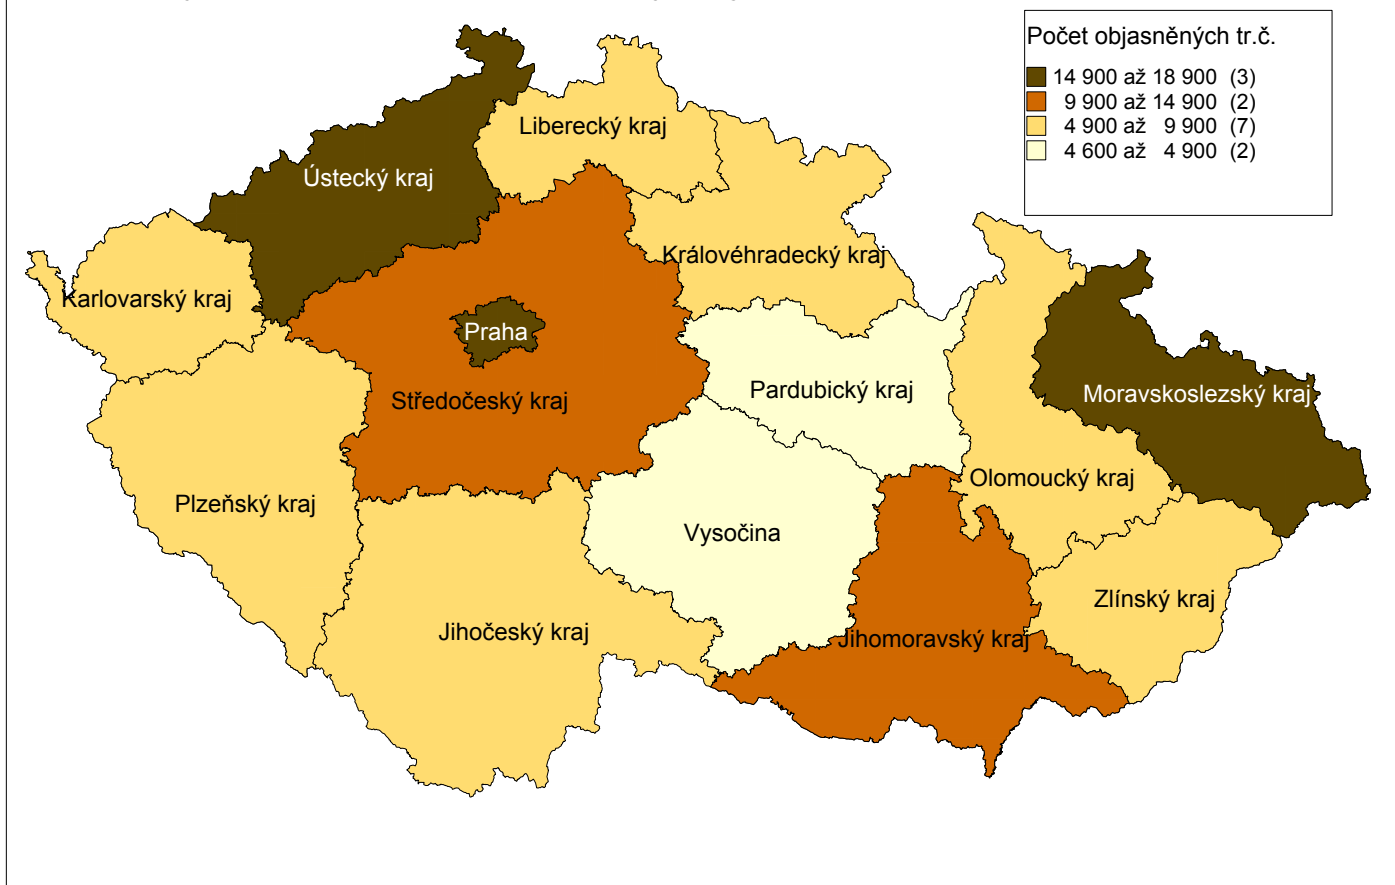 Počet objasněných tr.č.
14 900 až 18 900 (3)
9 900 až 14 900 (2)
4 900 až 9 900 (7)
4 600 až 4 900 (2)
Liberecký kraj
Ústecký kraj
Královéhradecký kraj
Karlovarský kraj
Praha
Pardubický kraj
Moravskoslezský kraj
Středočeský kraj
Olomoucký kraj
Plzeňský kraj
Vysočina
Zlínský kraj
Jihočeský kraj
Jihomoravský kraj